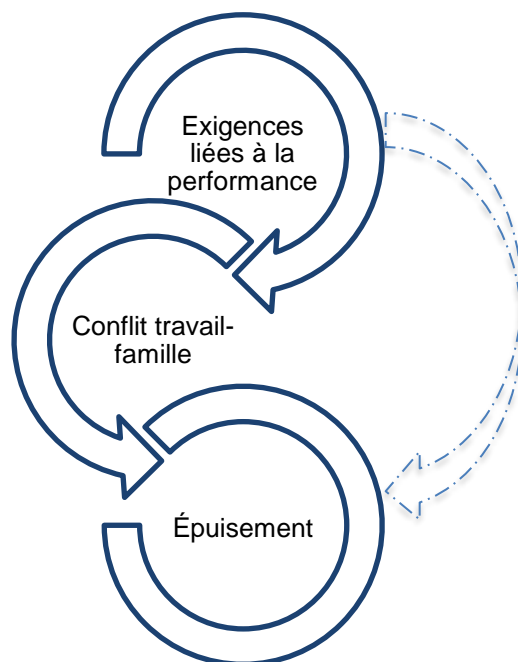 Exigences
liées à la
performance
Conflit travail-
famille
Épuisement